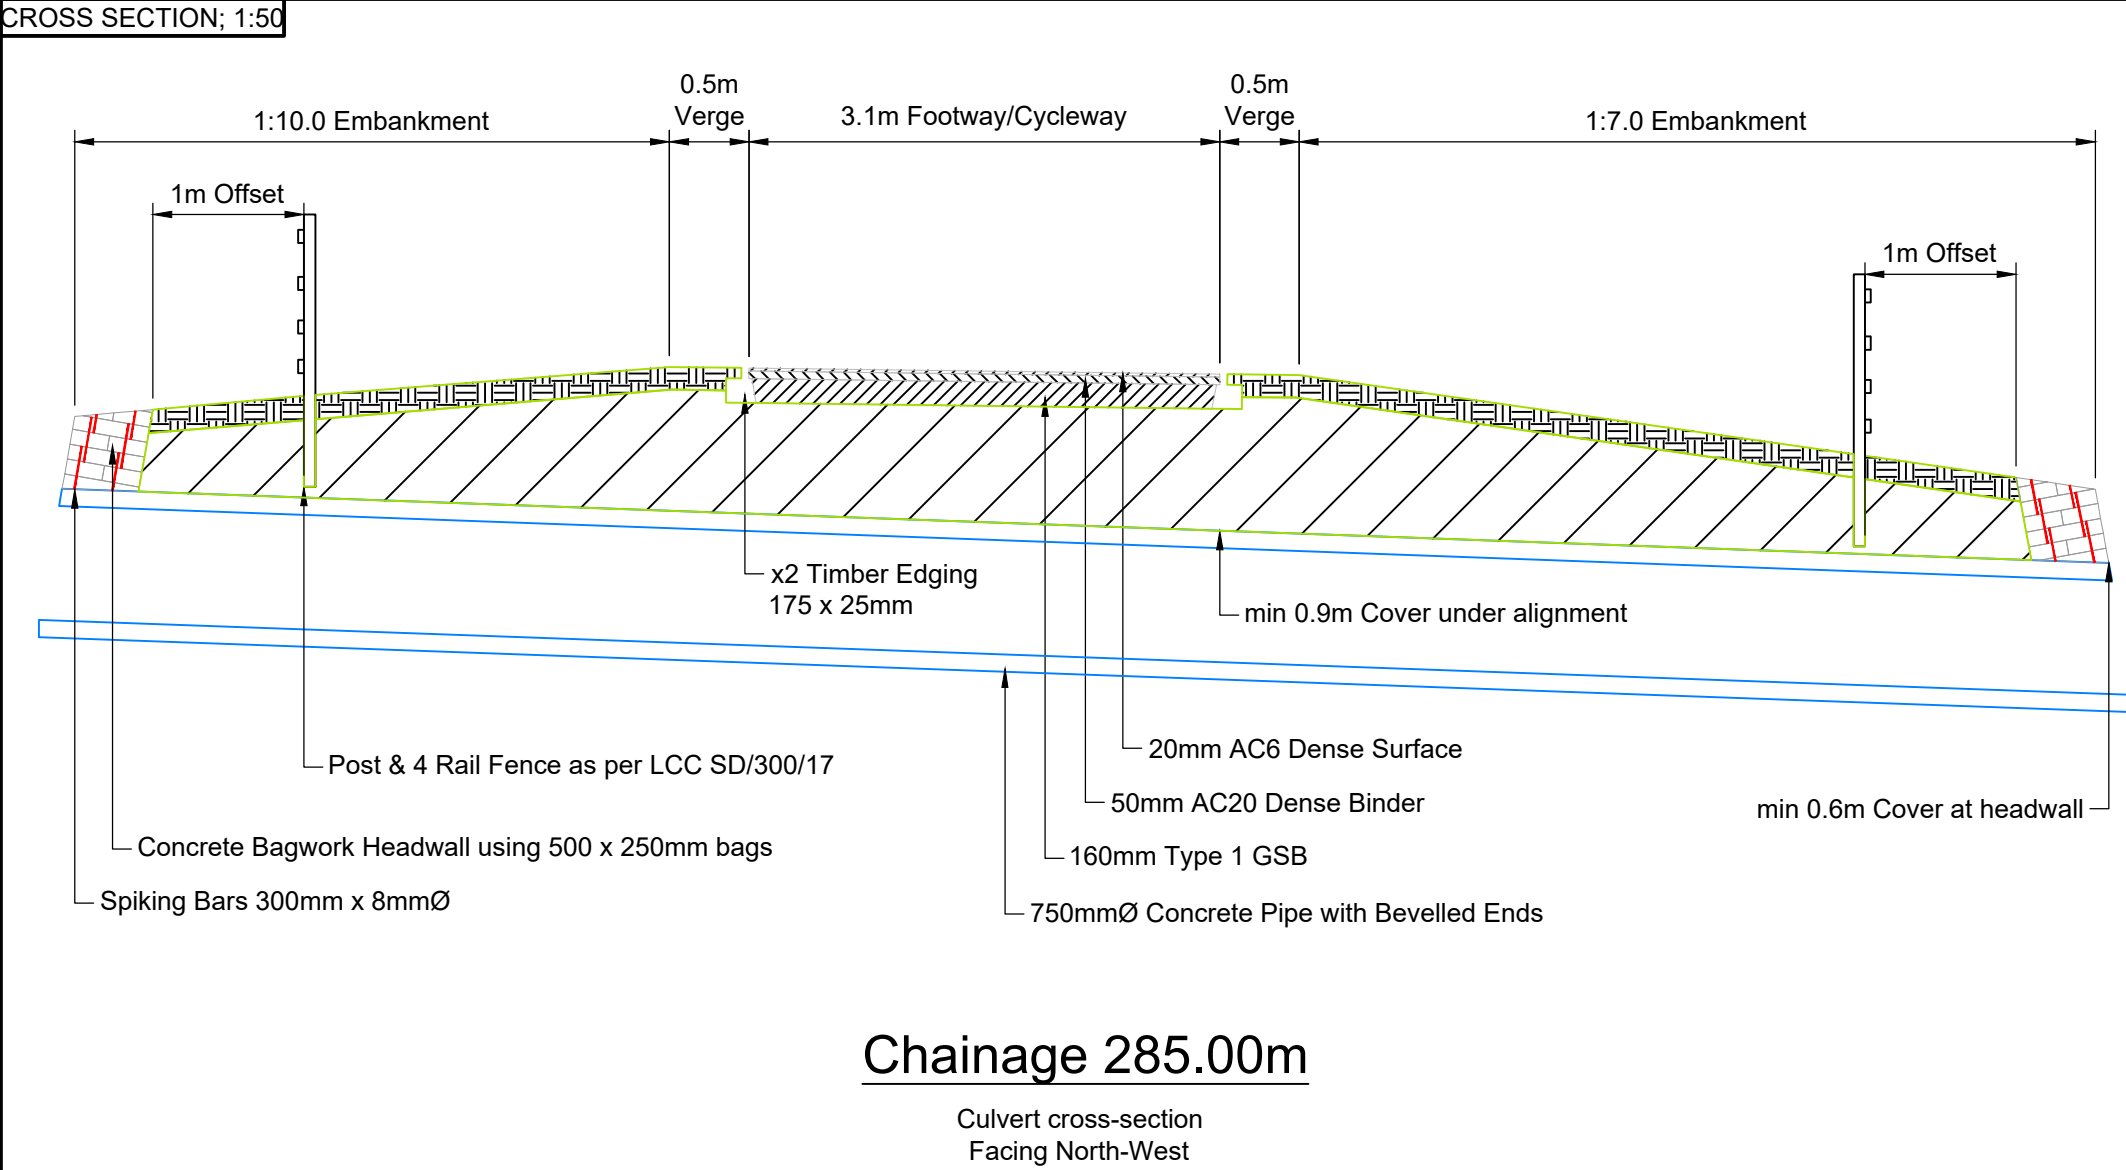 CROSS SECTION; 1:50
1:10.0 Embankment
0.5m
Verge
3.1m Footway/Cycleway
0.5m
Verge
1:7.0 Embankment
1m Offset
1m Offset
x2 Timber Edging
175 x 25mm
min 0.9m Cover under alignment
Post & 4 Rail Fence as per LCC SD/300/17
20mm AC6 Dense Surface
50mm AC20 Dense Binder
min 0.6m Cover at headwall
Concrete Bagwork Headwall using 500 x 250mm bags
160mm Type 1 GSB
Spiking Bars 300mm x 8mmØ
750mmØ Concrete Pipe with Bevelled Ends
Chainage 285.00m
Culvert cross-section
Facing North-West